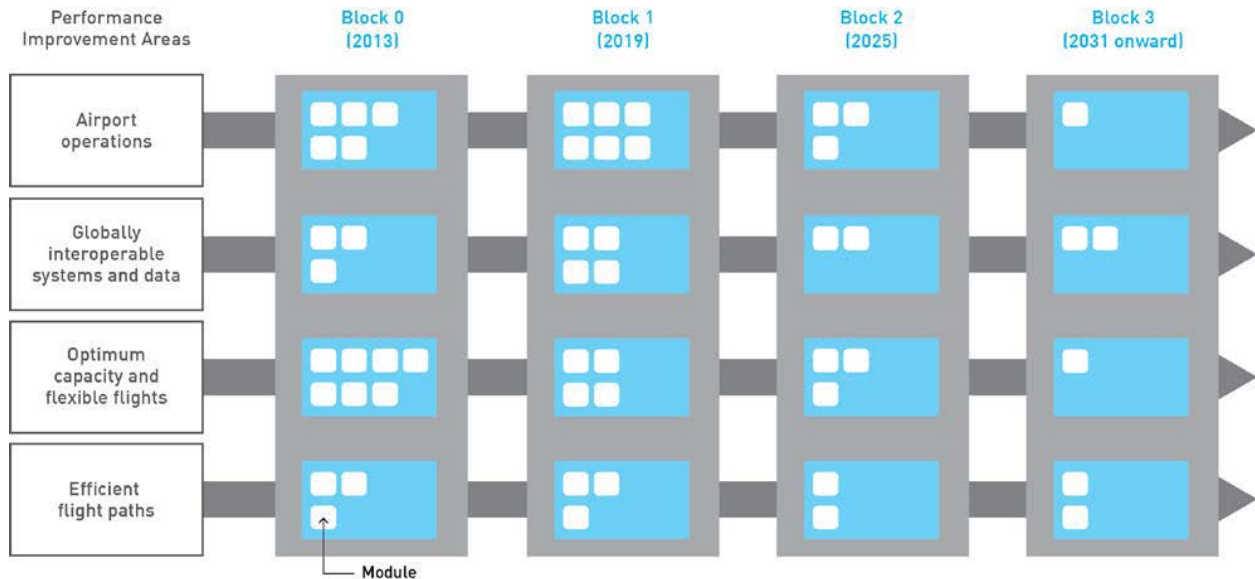 Performance
Improvement Areas
Block 0
(2013)
Block 1
(2019)
Block 2
(2025)
Block 3
(2031 onward)
Airport
operations
Globally
interoperable
systems and data
Optimum
capacity and
flexible flights
Efficient
flight paths
Module